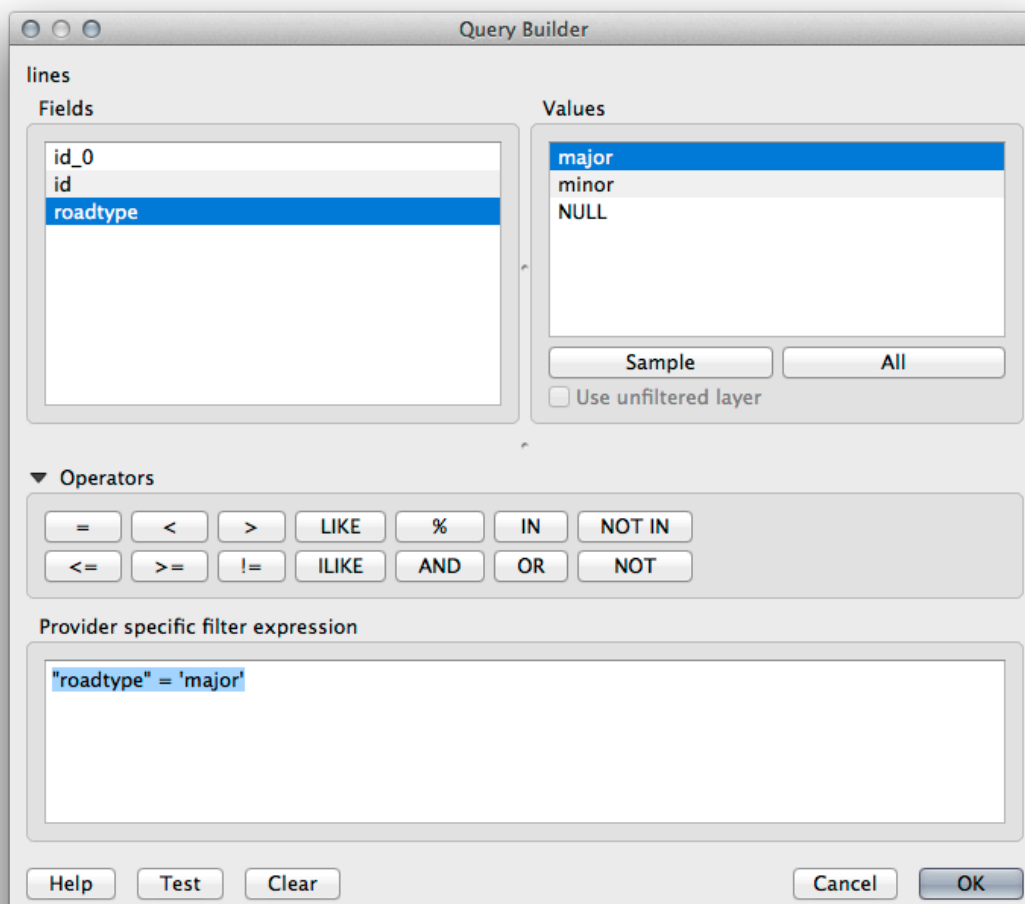 Query Builder
lines
Fields
id_0
id
roadtype
Values
major
minor
NULL
Sample All
Use unfiltered layer
Operators
= < > LIKE % IN NOT IN
<= >= != ILIKE AND OR NOT
Provider specific filter expression
"roadtype" = 'major'
Help Test Clear Cancel OK